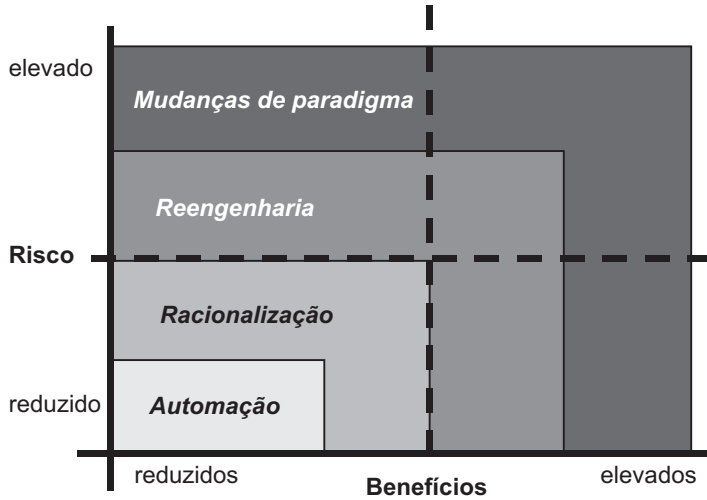 elevado
Mudanças de paradigma
Reengenharia
Risco
Racionalização
reduzido
Automação
reduzidos
Benefícios
elevados